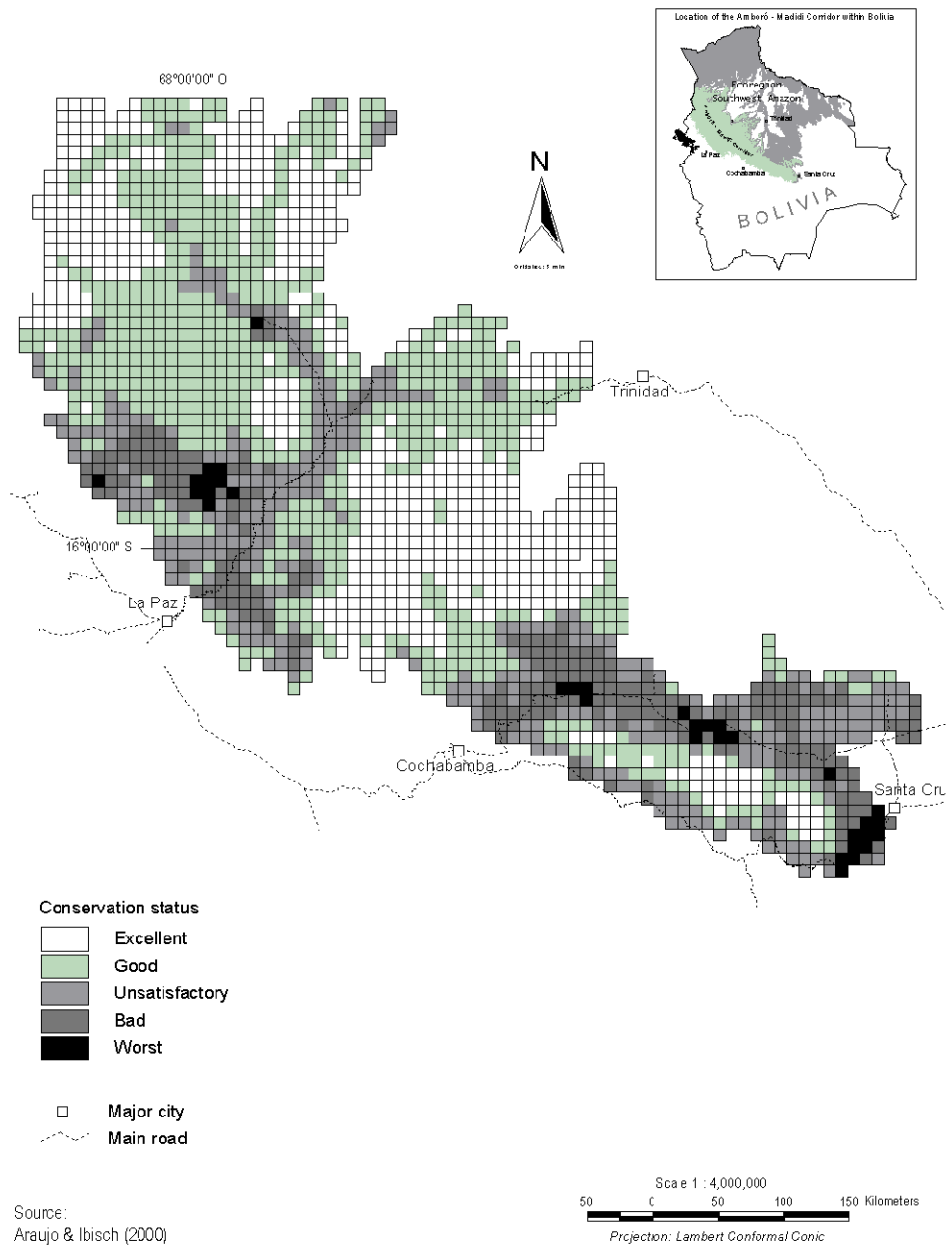 Location of the Amboró - Madidi Corridor within Bolivia
68°00'00" O
Ecoregion
Southwest Amazon
Trinidad
La Paz
Cochabamba
Santa Cruz
BOLIVIA
N
Trinidad
16°00'00" S
La Paz
Cochabamba
Santa Cru
Conservation status
Excellent
Good
Unsatisfactory
Bad
Worst
Major city
Main road
Scale 1 : 4,000,000
50 0 50 100 150 Kilometers
Projection: Lambert Conformal Conic
Source:
Araujo & Ibisch (2000)